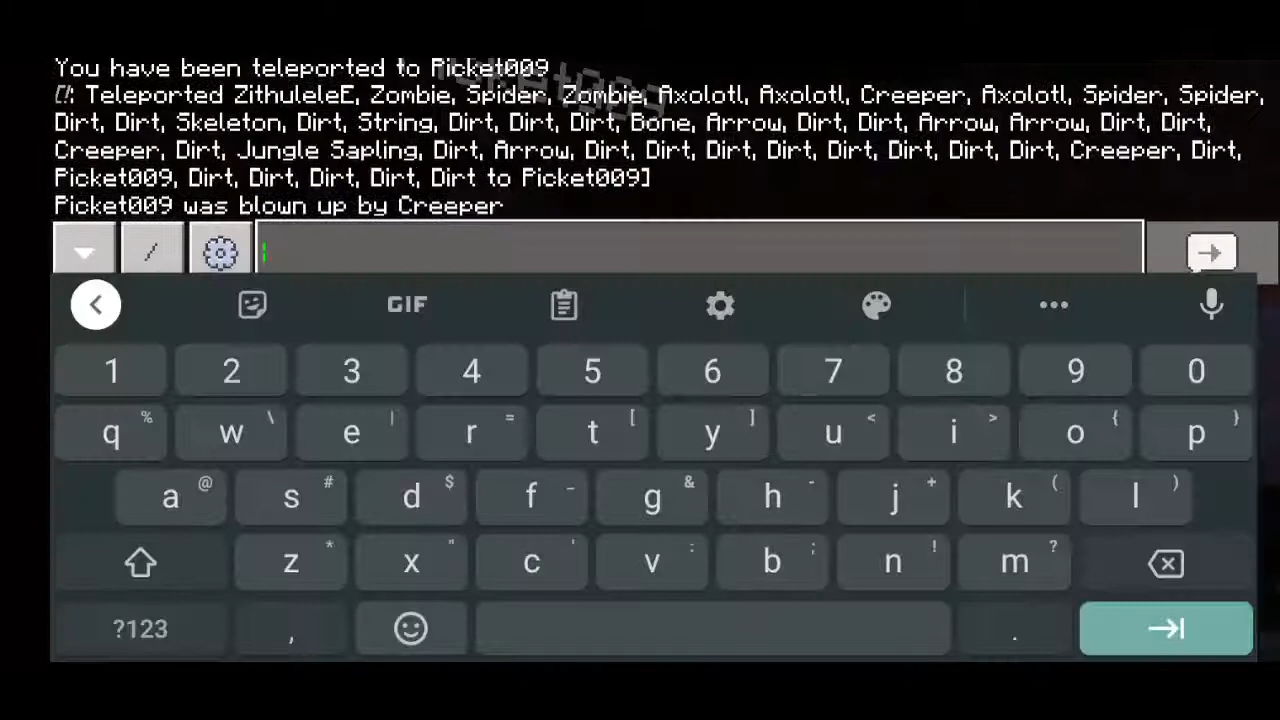 You have been teleported to Picket009
[!: Teleported ZithuleleE, Zombie, Spider, Zombie, Axolotl, Axolotl, Creeper, Axolotl, Spider, Spider,
Dirt, Dirt, Skeleton, Dirt, String, Dirt, Dirt, Dirt, Bone, Arrow, Dirt, Dirt, Arrow, Arrow, Dirt, Dirt,
Creeper, Dirt, Jungle Sapling, Dirt, Arrow, Dirt, Dirt, Dirt, Dirt, Dirt, Dirt, Dirt, Dirt, Creeper, Dirt,
Picket009, Dirt, Dirt, Dirt, Dirt, Dirt to Picket009]
Picket009 was blown up by Creeper
/
GIF
1 2 3 4 5 6 7 8 9 0
q % w \ e | r = t [ y ] u < i > o { p }
a @ s # d $ f _ g & h - j + k ( l )
z * x " c ' v : b ; n ! m ?
?123 , .